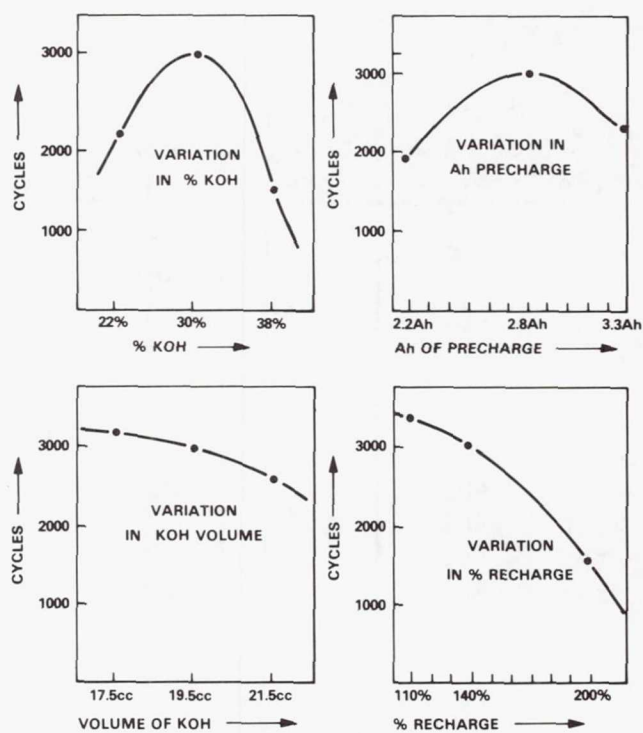 3000
2000
1000
CYCLES
VARIATION
IN % KOH
22%
30%
38%
% KOH
3000
2000
1000
CYCLES
VARIATION IN
Ah PRECHARGE
2.2Ah
2.8Ah
3.3Ah
Ah OF PRECHARGE
3000
2000
1000
CYCLES
VARIATION
IN KOH VOLUME
17.5cc
19.5cc
21.5cc
VOLUME OF KOH
3000
2000
1000
CYCLES
VARIATION
IN % RECHARGE
110%
140%
200%
% RECHARGE